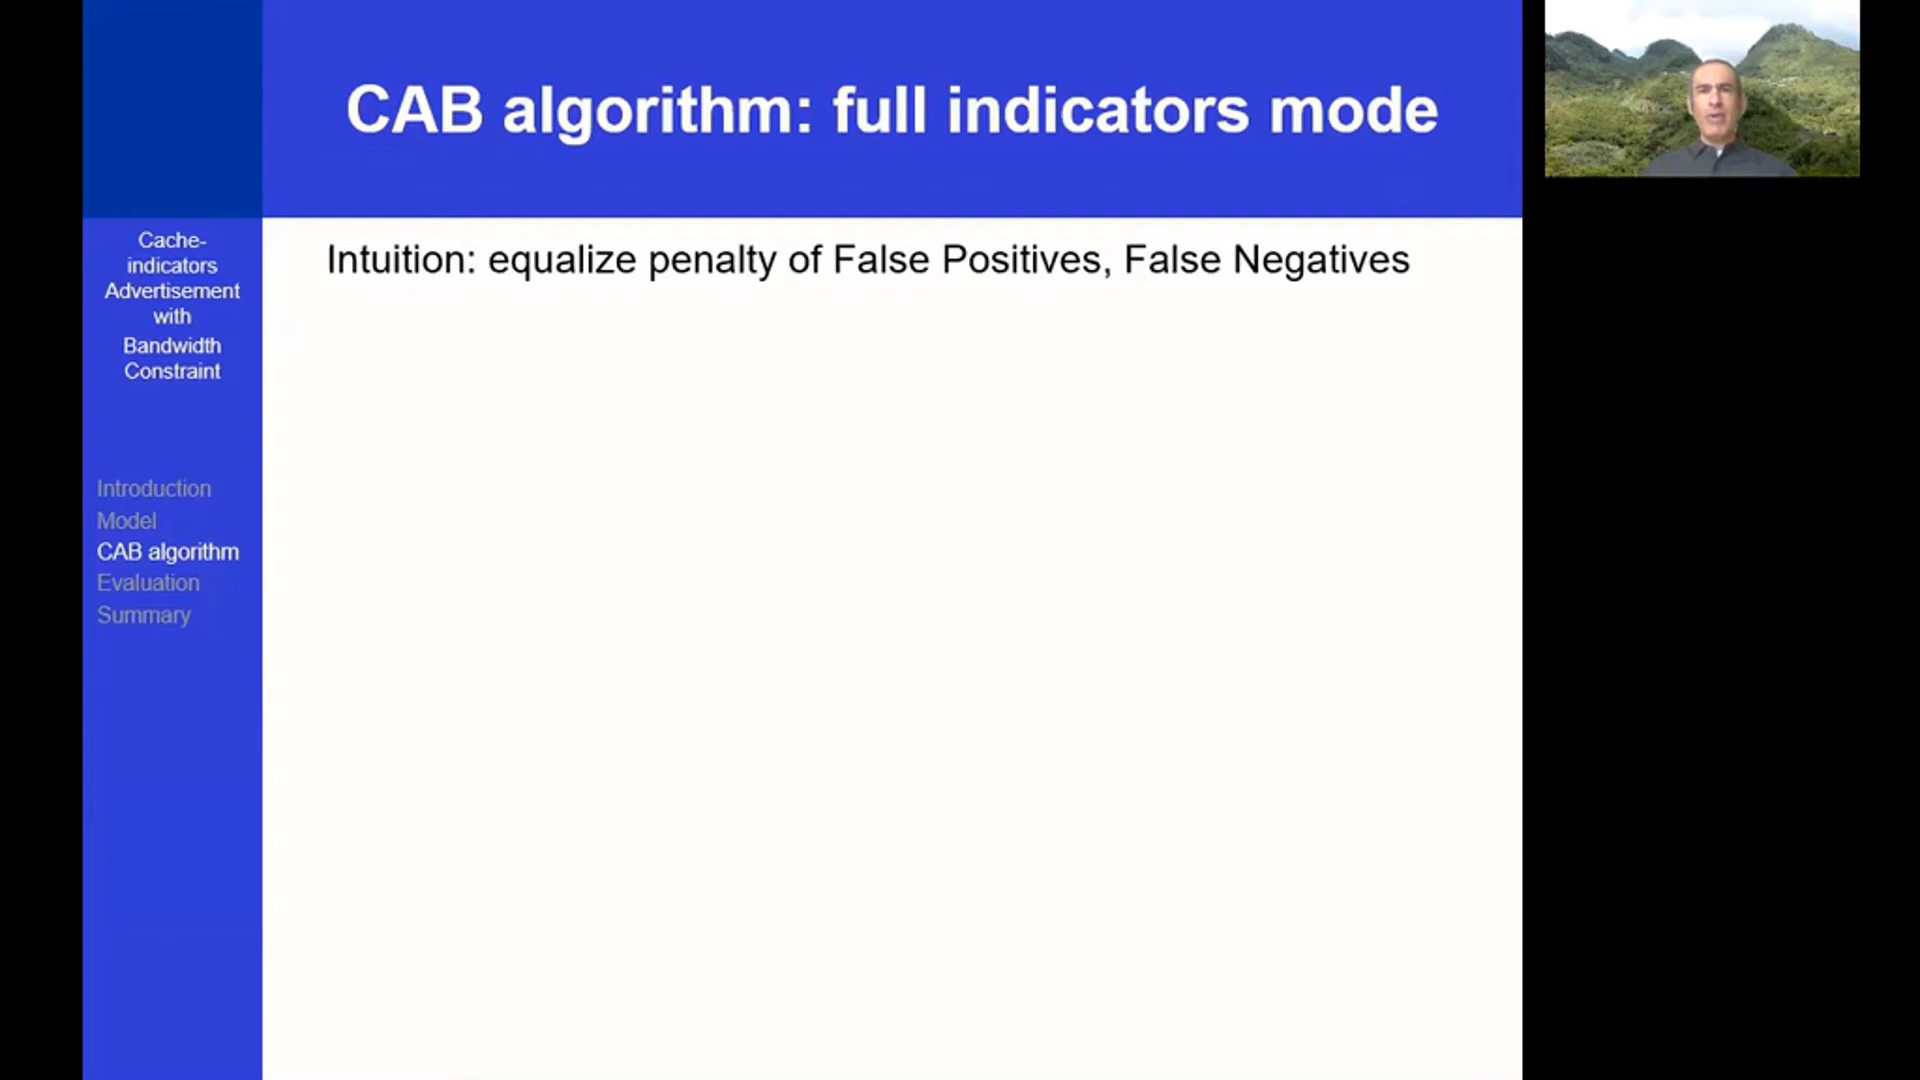 CAB algorithm: full indicators mode
Cache-
indicators
Advertisement
with
Bandwidth
Constraint
Introduction
Model
CAB algorithm
Evaluation
Summary
Intuition: equalize penalty of False Positives, False Negatives